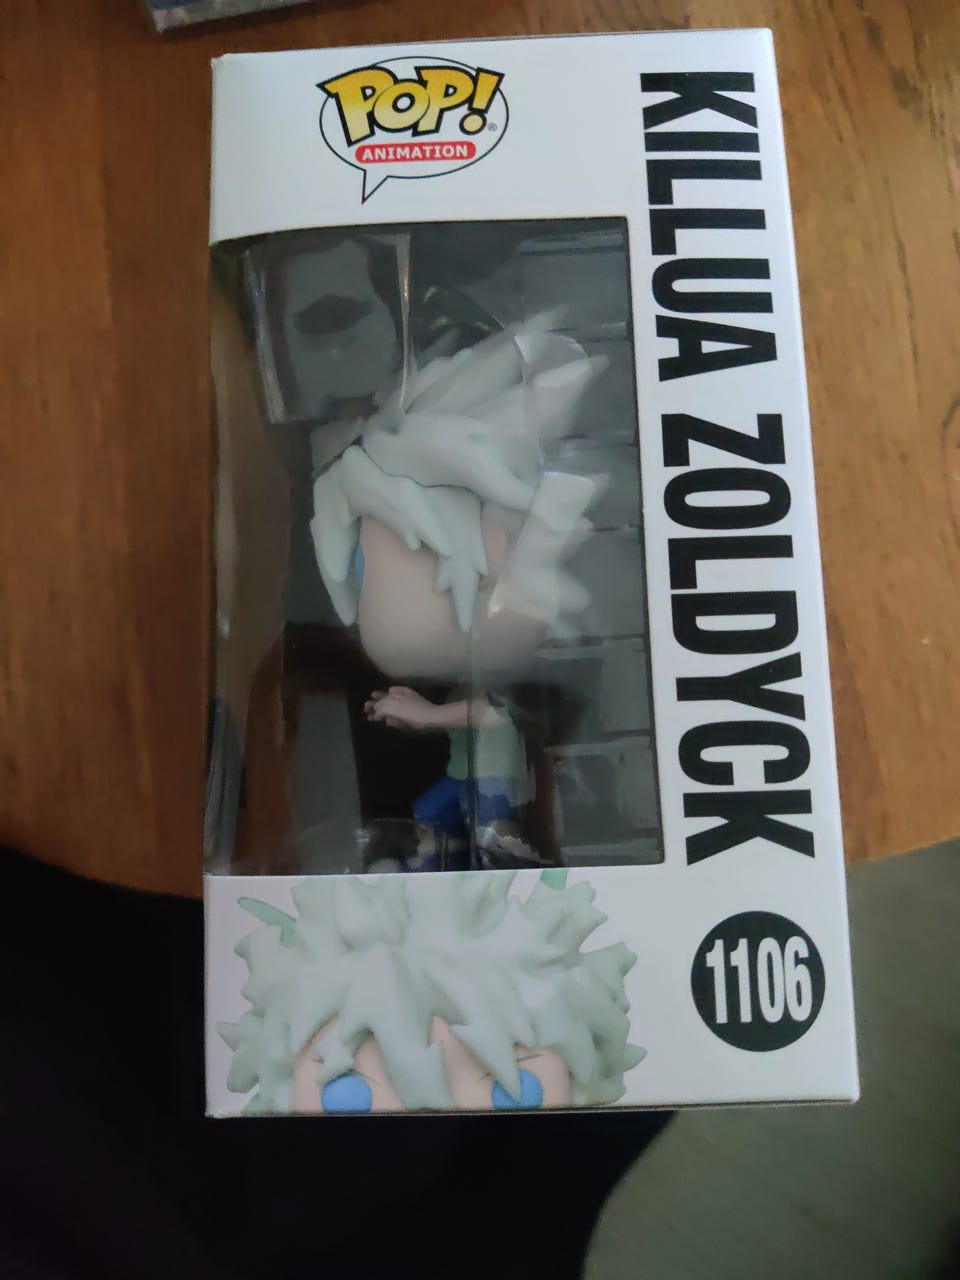 POP!®
ANIMATION
KILLUA ZOLDYCK
1106